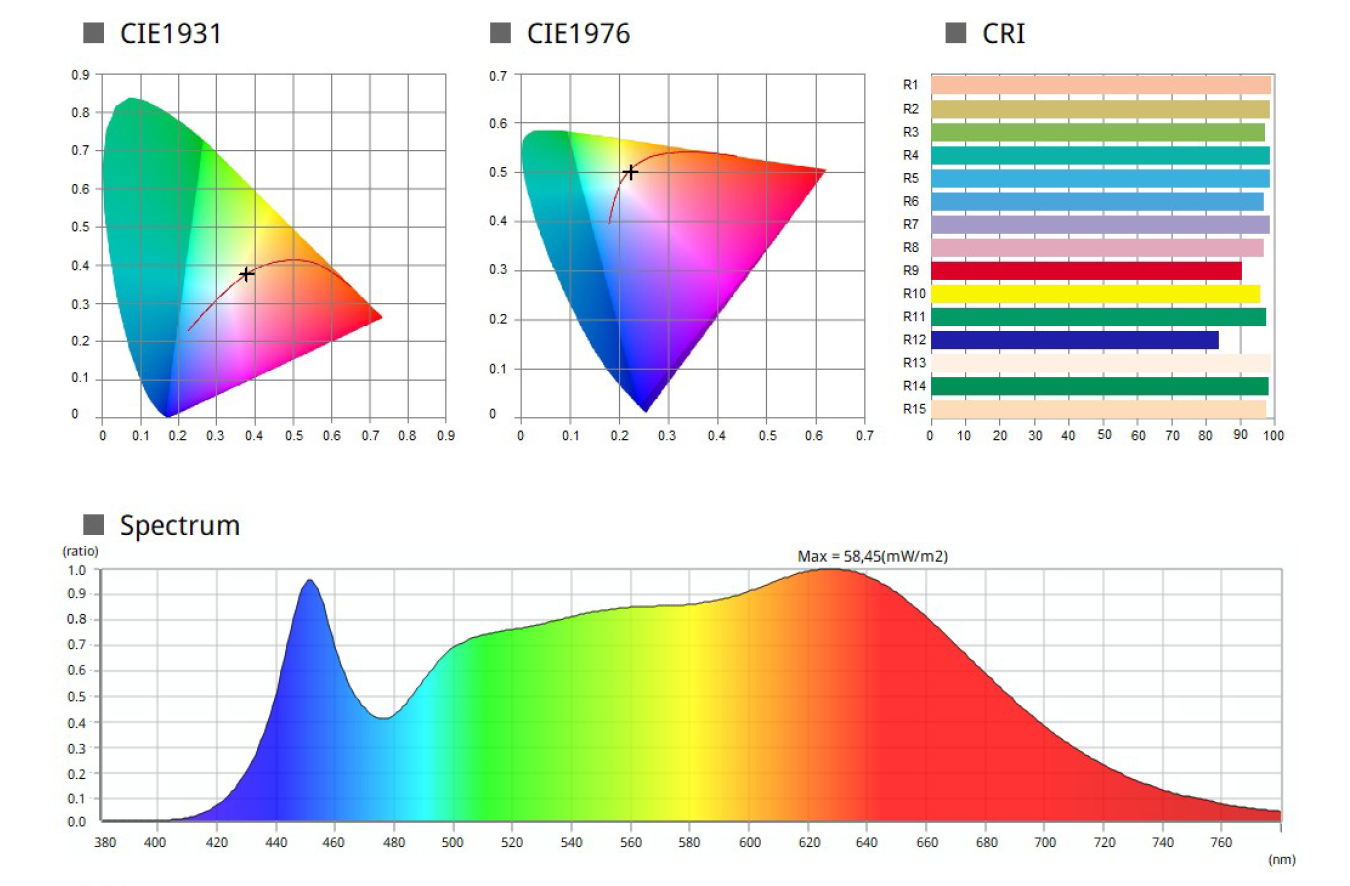 CIE1931
CIE1976
CRI
0.9
0.8
0.7
0.6
0.5
0.4
0.3
0.2
0.1
0
0 0.1 0.2 0.3 0.4 0.5 0.6 0.7 0.8 0.9
0.7
0.6
0.5
0.4
0.3
0.2
0.1
0
0 0.1 0.2 0.3 0.4 0.5 0.6 0.7
R1
R2
R3
R4
R5
R6
R7
R8
R9
R10
R11
R12
R13
R14
R15
0 10 20 30 40 50 60 70 80 90 100
Spectrum
(ratio)
Max = 58,45(mW/m2)
1.0
0.9
0.8
0.7
0.6
0.5
0.4
0.3
0.2
0.1
0.0
380 400 420 440 460 480 500 520 540 560 580 600 620 640 660 680 700 720 740 760
(nm)